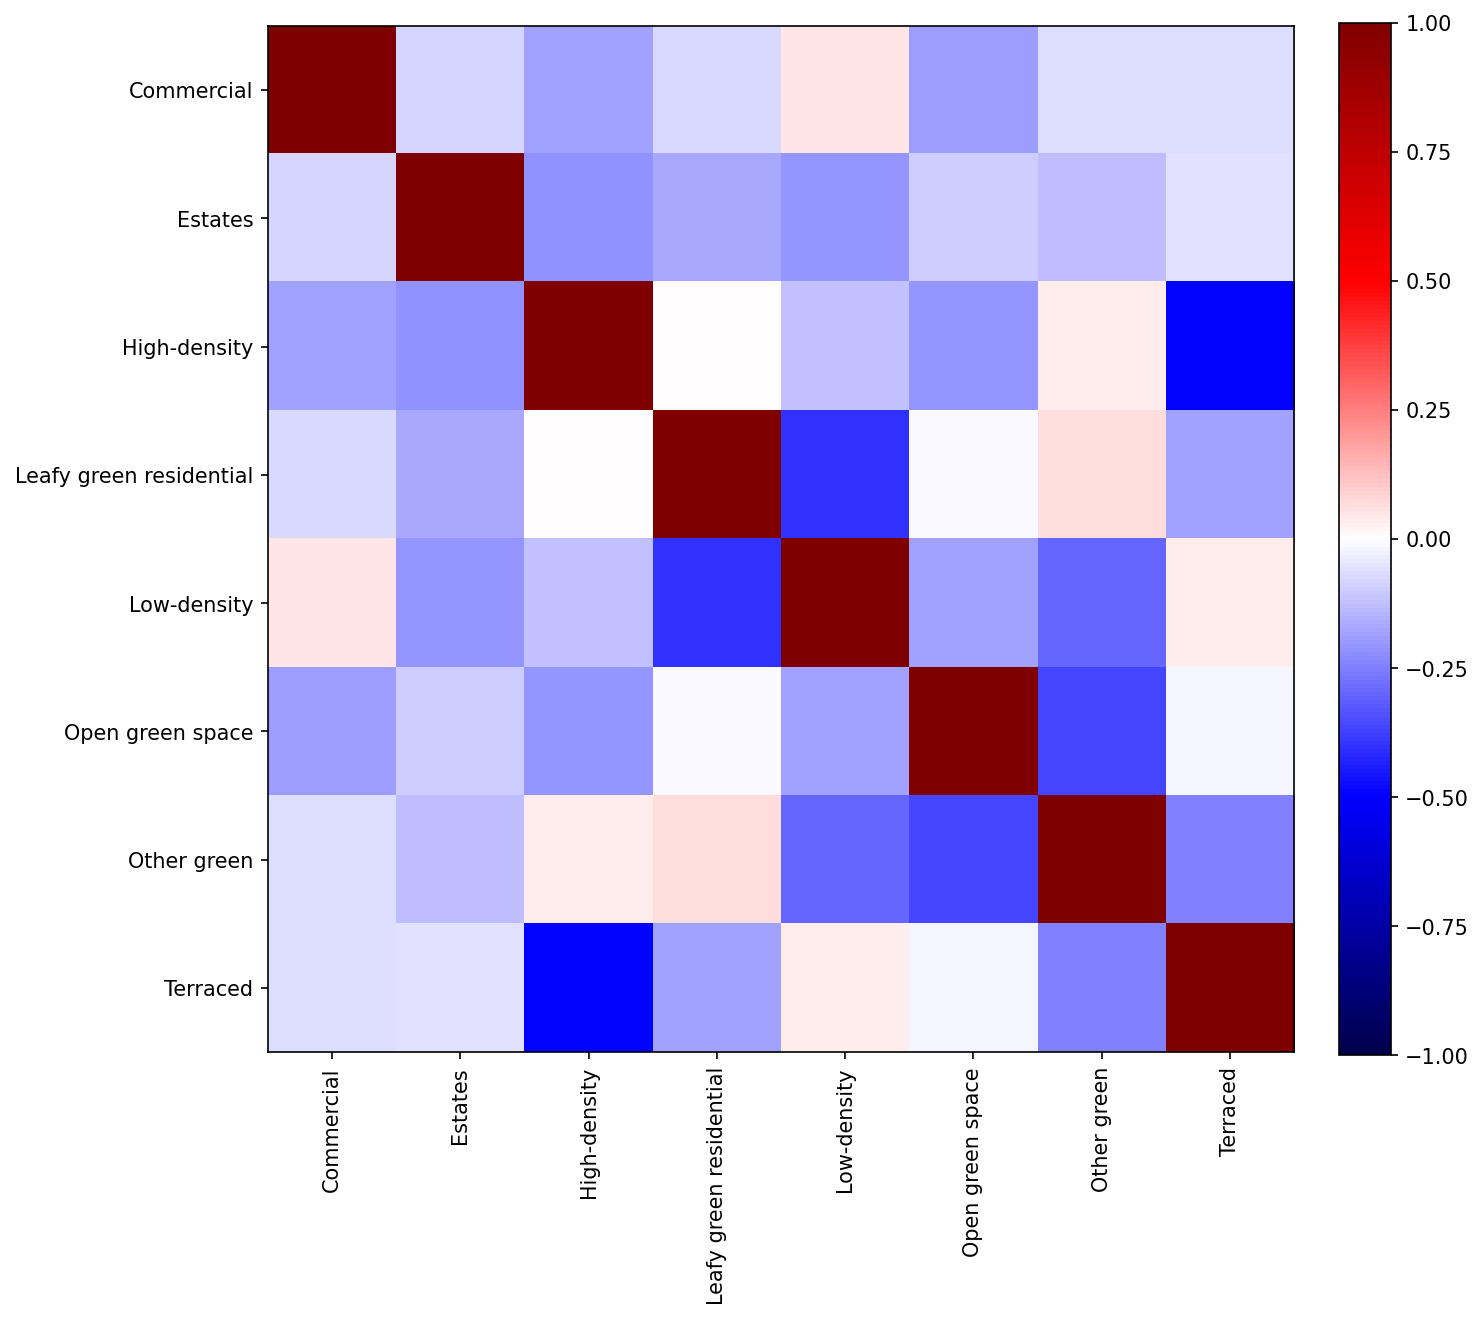 Commercial
Estates
High-density
Leafy green residential
Low-density
Open green space
Other green
Terraced
Commercial
Estates
High-density
Leafy green residential
Low-density
Open green space
Other green
Terraced
1.00
0.75
0.50
0.25
0.00
−0.25
−0.50
−0.75
−1.00